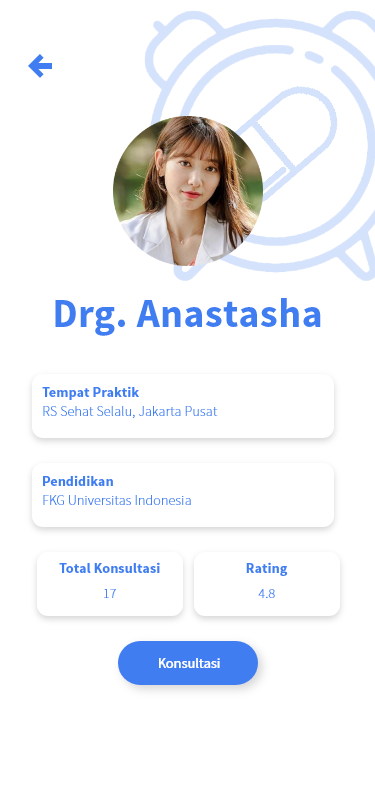 Drg. Anastasha
Tempat Praktik
RS Sehat Selalu, Jakarta Pusat
Pendidikan
FKG Universitas Indonesia
Total Konsultasi
17
Rating
4.8
Konsultasi